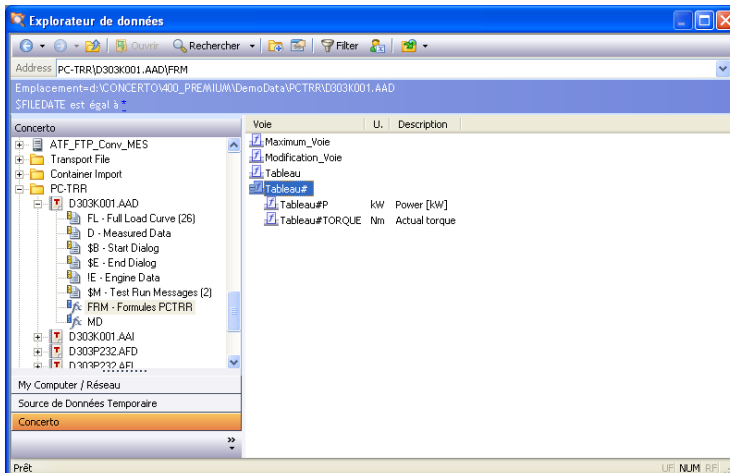 Explorateur de données
Ouvrir Rechercher Filter
Address PC-TRR\D303K001.AAD\FRM
Emplacement=d:\CONCERTO\400_PREMIUM\DemoData\PCTRR\D303K001.AAD
$FILEDATE est égal à *
Concerto
ATF_FTP_Conv_MES
Transport File
Container Import
PC-TRR
D303K001.AAD
FL - Full Load Curve (26)
D - Measured Data
$B - Start Dialog
$E - End Dialog
!E - Engine Data
$M - Test Run Messages (2)
FRM - Formules PCTRR
MD
D303K001.AAI
D303P232.AFD
D303P232.AFI
My Computer / Réseau
Source de Données Temporaire
Concerto
Voie U. Description
Maximum_Voie
Modification_Voie
Tableau
Tableau#
Tableau#P kW Power [kW]
Tableau#TORQUE Nm Actual torque
Prêt
UF NUM RF